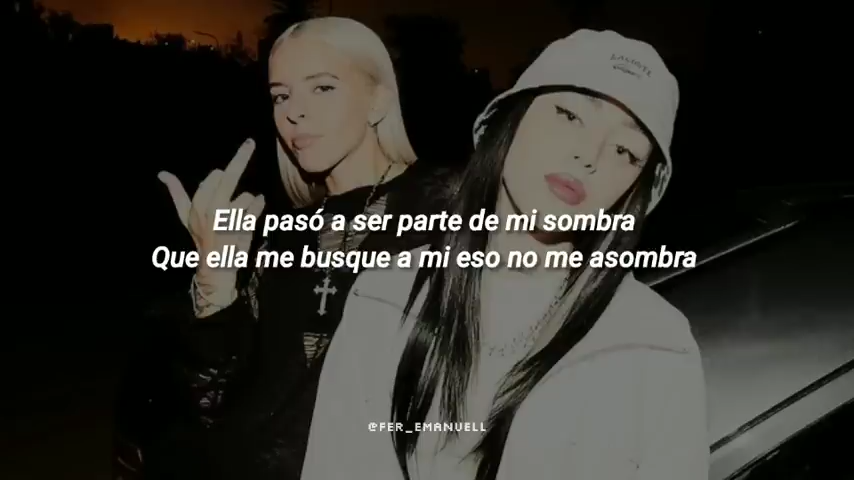 Ella pasó a ser parte de mi sombra
Que ella me busque a mi eso no me asombra
@FER_EMANUELL